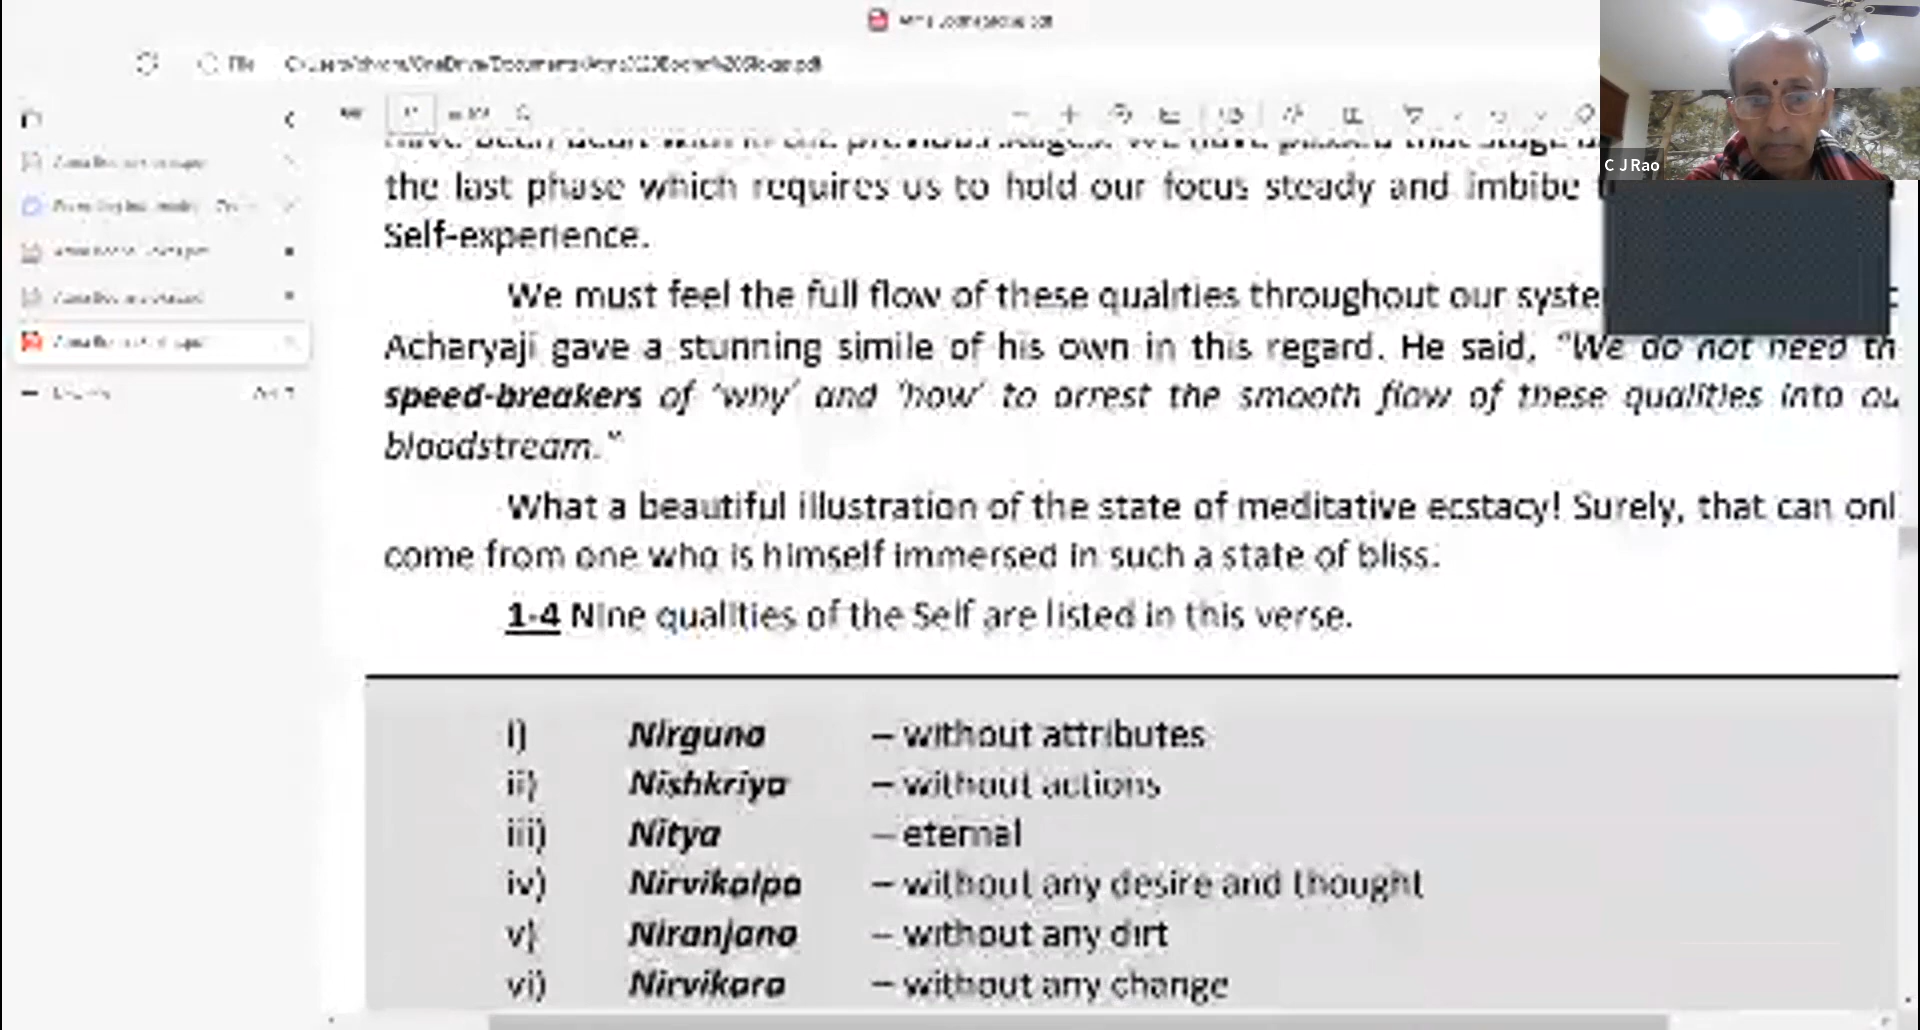 File
C J Rao
the last phase which requires us to hold our focus steady and imbibe
Self-experience.
We must feel the full flow of these qualities throughout our syste
Acharyaji gave a stunning simile of his own in this regard. He said, “We do not need th
speed-breakers of ‘why’ and ‘how’ to arrest the smooth flow of these qualities into ou
bloodstream.”
What a beautiful illustration of the state of meditative ecstacy! Surely, that can onl
come from one who is himself immersed in such a state of bliss.
1-4 Nine qualities of the Self are listed in this verse.
i) Nirguna – without attributes
ii) Nishkriya – without actions
iii) Nitya – eternal
iv) Nirvikalpa – without any desire and thought
v) Niranjana – without any dirt
vi) Nirvikara – without any change